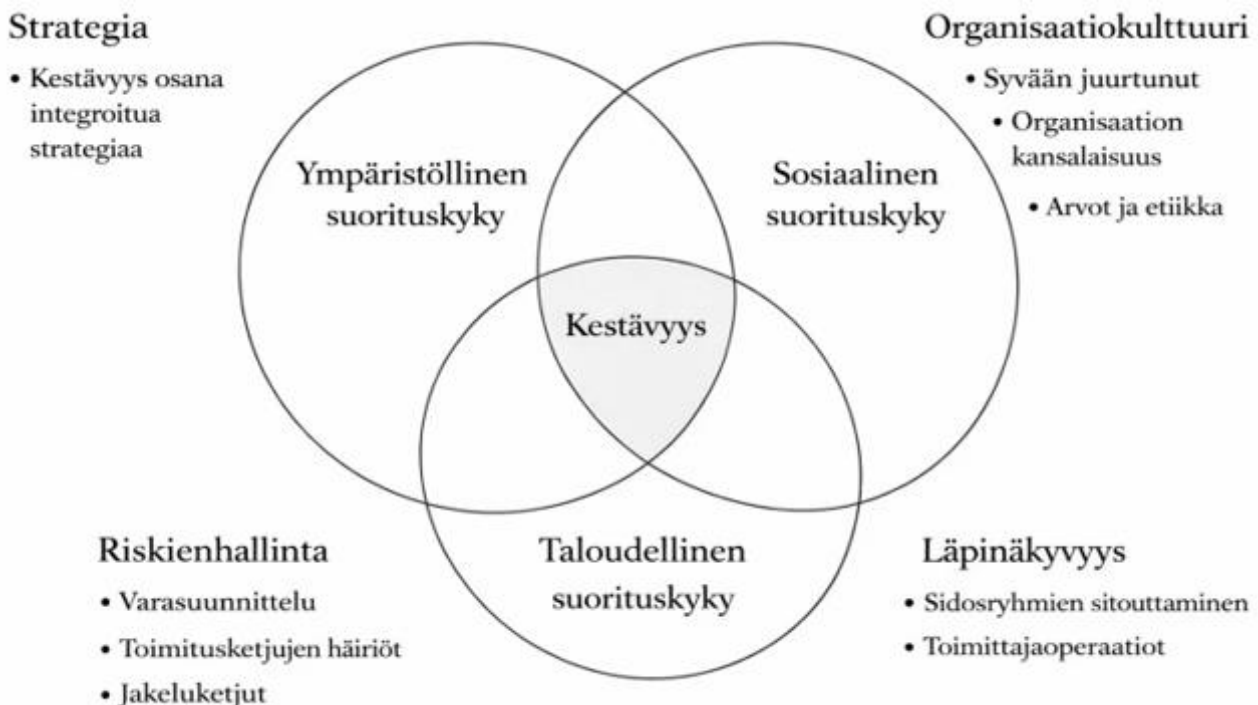 Strategia
• Kestävyys osana
integroitua
strategiaa
Organisaatiokulttuuri
• Syvään juurtunut
• Organisaation
kansalaisuus
• Arvot ja etiikka
Ympäristöllinen
suorituskyky
Sosiaalinen
suorituskyky
Kestävyys
Taloudellinen
suorituskyky
Riskienhallinta
• Varasuunnittelu
• Toimitusketjujen häiriöt
• Jakeluketjut
Läpinäkyvyys
• Sidosryhmien sitouttaminen
• Toimittajaoperaatiot